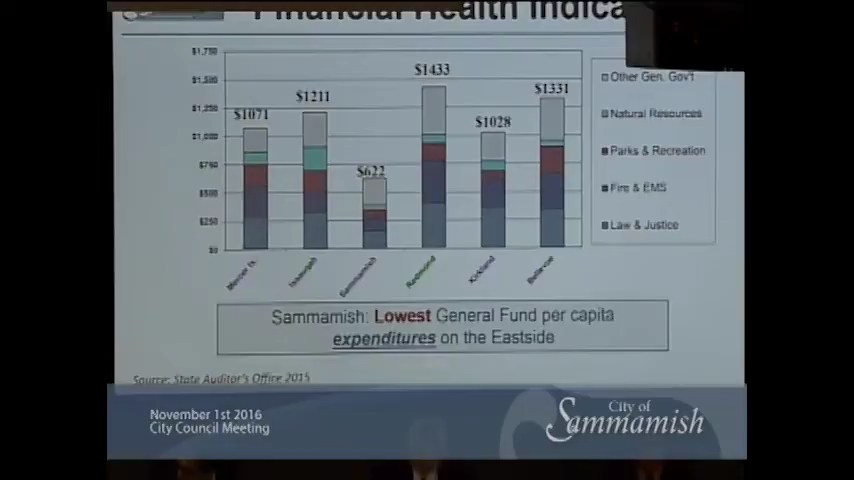 Financial Health Indica
$1,750
$1,500
$1,250
$1,000
$750
$500
$250
$0
$1071
$1211
$622
$1433
$1028
$1331
Mercer Is.
Issaquah
Sammamish
Redmond
Kirkland
Bellevue
Other Gen. Gov't
Natural Resources
Parks & Recreation
Fire & EMS
Law & Justice
Sammamish: Lowest General Fund per capita
expenditures on the Eastside
Source: State Auditor's Office 2015
November 1st 2016
City Council Meeting
City of
Sammamish